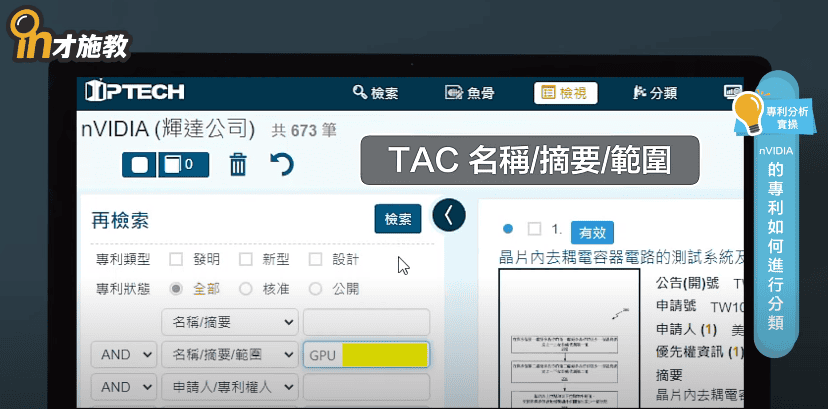 in才施教
IPTECH
檢索
魚骨
檢視
分類
nVIDIA (輝達公司) 共 673 筆
0
TAC 名稱/摘要/範圍
專利分析
實操
nVIDIA
的專利如何進行分類
再檢索
檢索
專利類型 發明 新型 設計
專利狀態 全部 核准 公開
名稱/摘要
AND 名稱/摘要/範圍 GPU
AND 申請人/專利權人
1. 有效
晶片內去耦電容器電路的測試系統及
公告(開)號 TW
申請號 TW10
申請人 (1) 美
優先權資訊 (1)
摘要
晶片內去耦電容